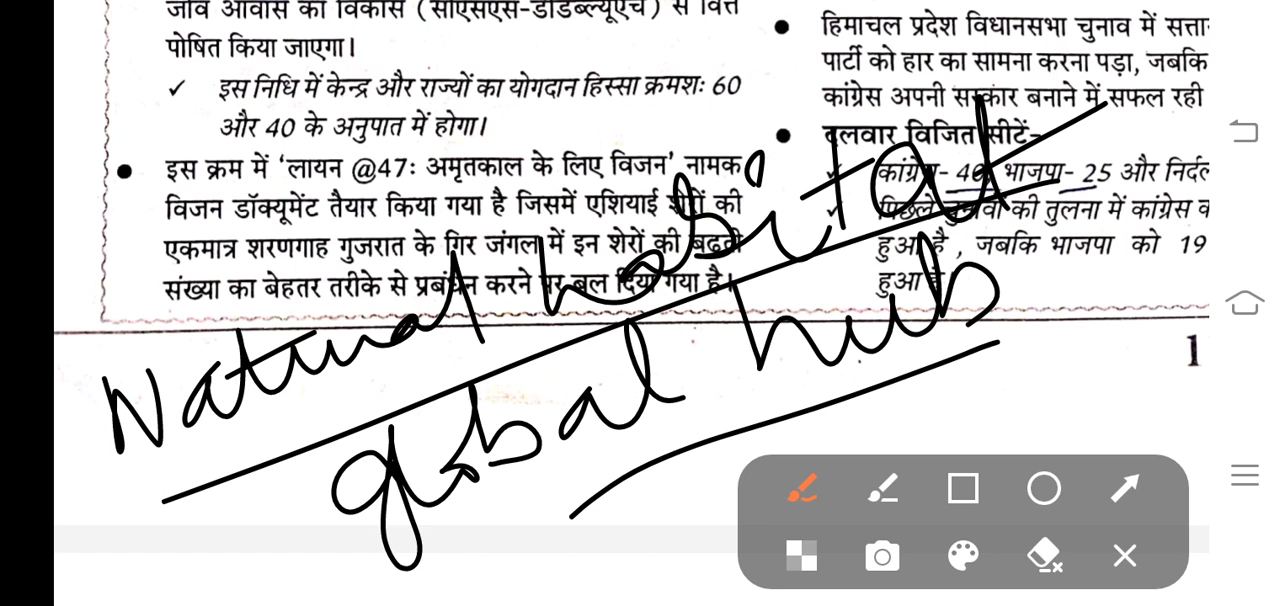 जीव आवास का विकास (सीएसएस-डीडब्ल्यूएच) से वित्त
पोषित किया जाएगा।
✓ इस निधि में केन्द्र और राज्यों का योगदान हिस्सा क्रमशः 60
और 40 के अनुपात में होगा।
• इस क्रम में ‘लायन @47: अमृतकाल के लिए विजन’ नामक
विजन डॉक्यूमेंट तैयार किया गया है जिसमें एशियाई शेरों की
एकमात्र शरणगाह गुजरात के गिर जंगल में इन शेरों की बढ़ती
संख्या का बेहतर तरीके से प्रबंधन करने पर बल दिया गया है।
• हिमाचल प्रदेश विधानसभा चुनाव में
पार्टी को हार का सामना करना पड़ा, जबकि
कांग्रेस अपनी सरकार बनाने में सफल रही
• दलवार विजित सीटें-
✓ कांग्रेस- 40, भाजपा- 25 और
✓ पिछले चुनावों की तुलना में कांग्रेस
हुआ है, जबकि भाजपा को 19
हुआ है
Natural habitat
global hub
1